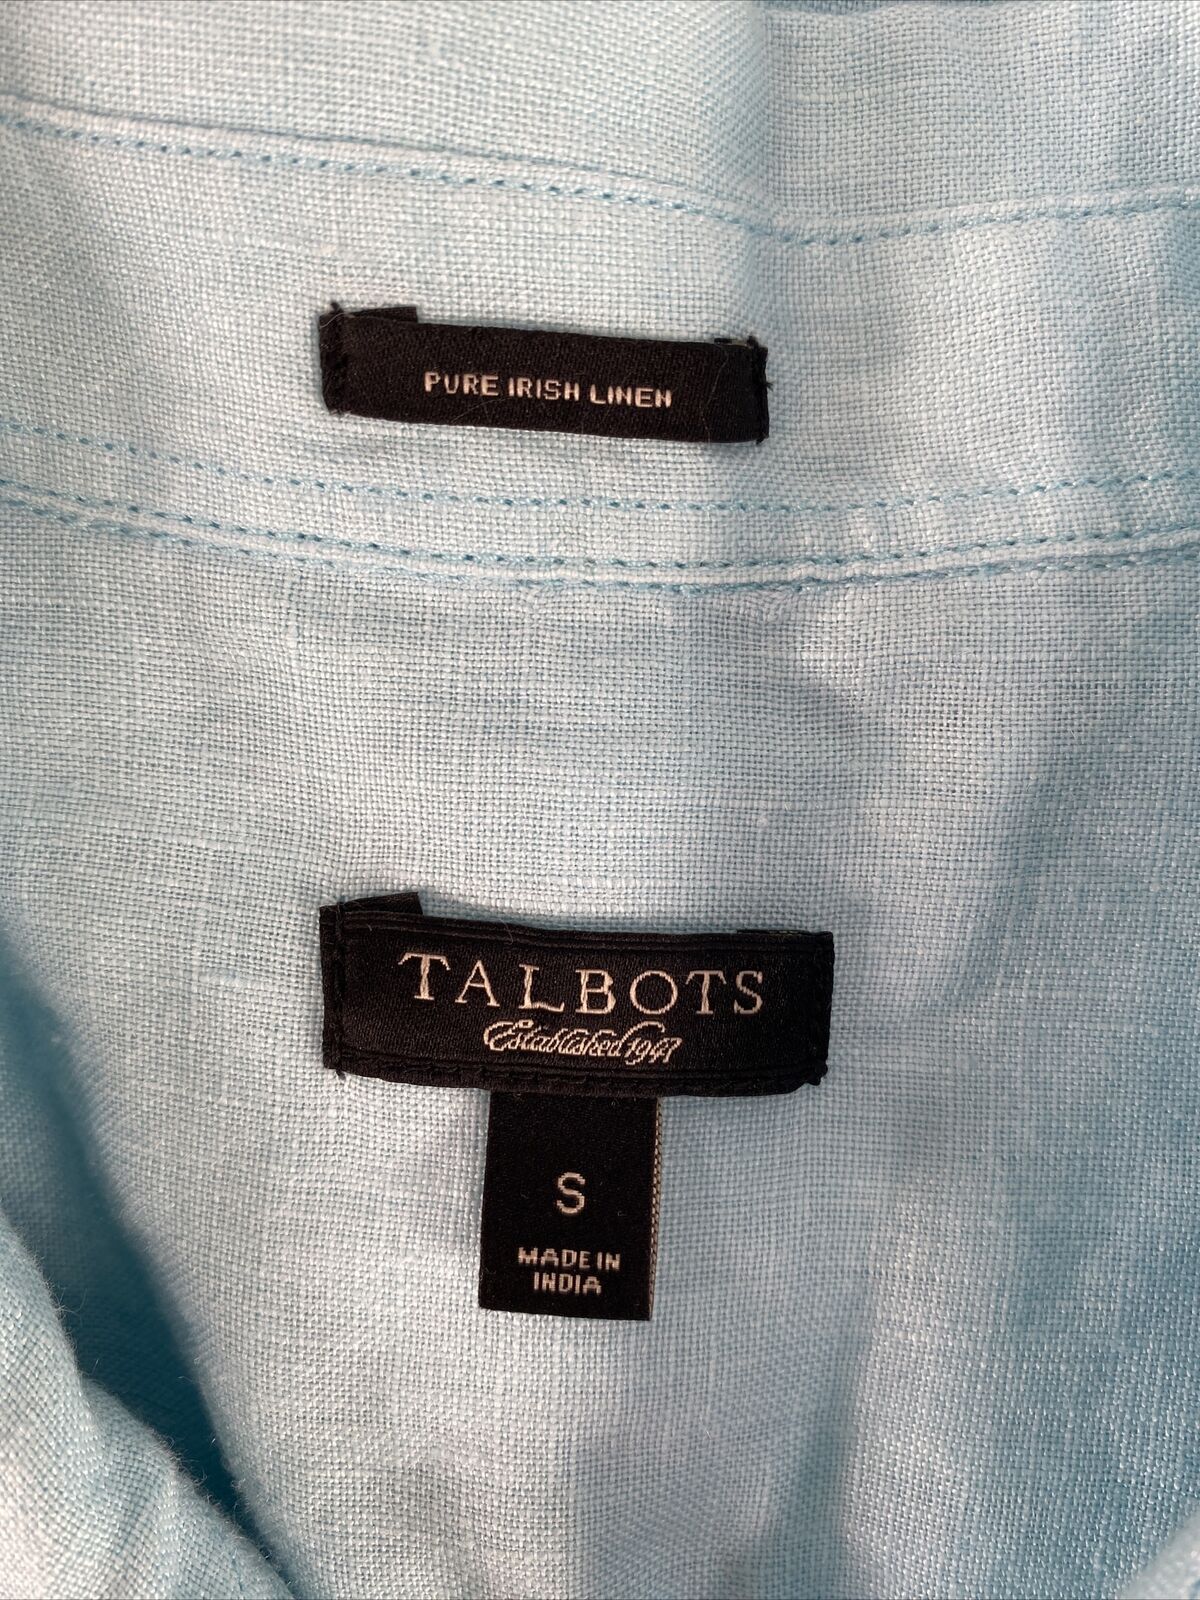 PURE IRISH LINEN
TALBOTS
Established 1947
S
MADE IN
INDIA